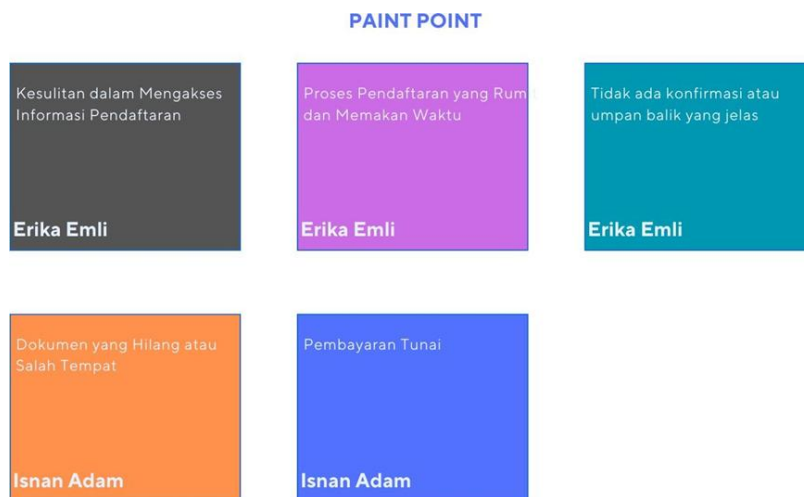 PAINT POINT
Kesulitan dalam Mengakses
Informasi Pendaftaran
Erika Emli
Proses Pendaftaran yang Rum
dan Memakan Waktu
Erika Emli
Tidak ada konfirmasi atau
umpan balik yang jelas
Erika Emli
Dokumen yang Hilang atau
Salah Tempat
Isnan Adam
Pembayaran Tunai
Isnan Adam